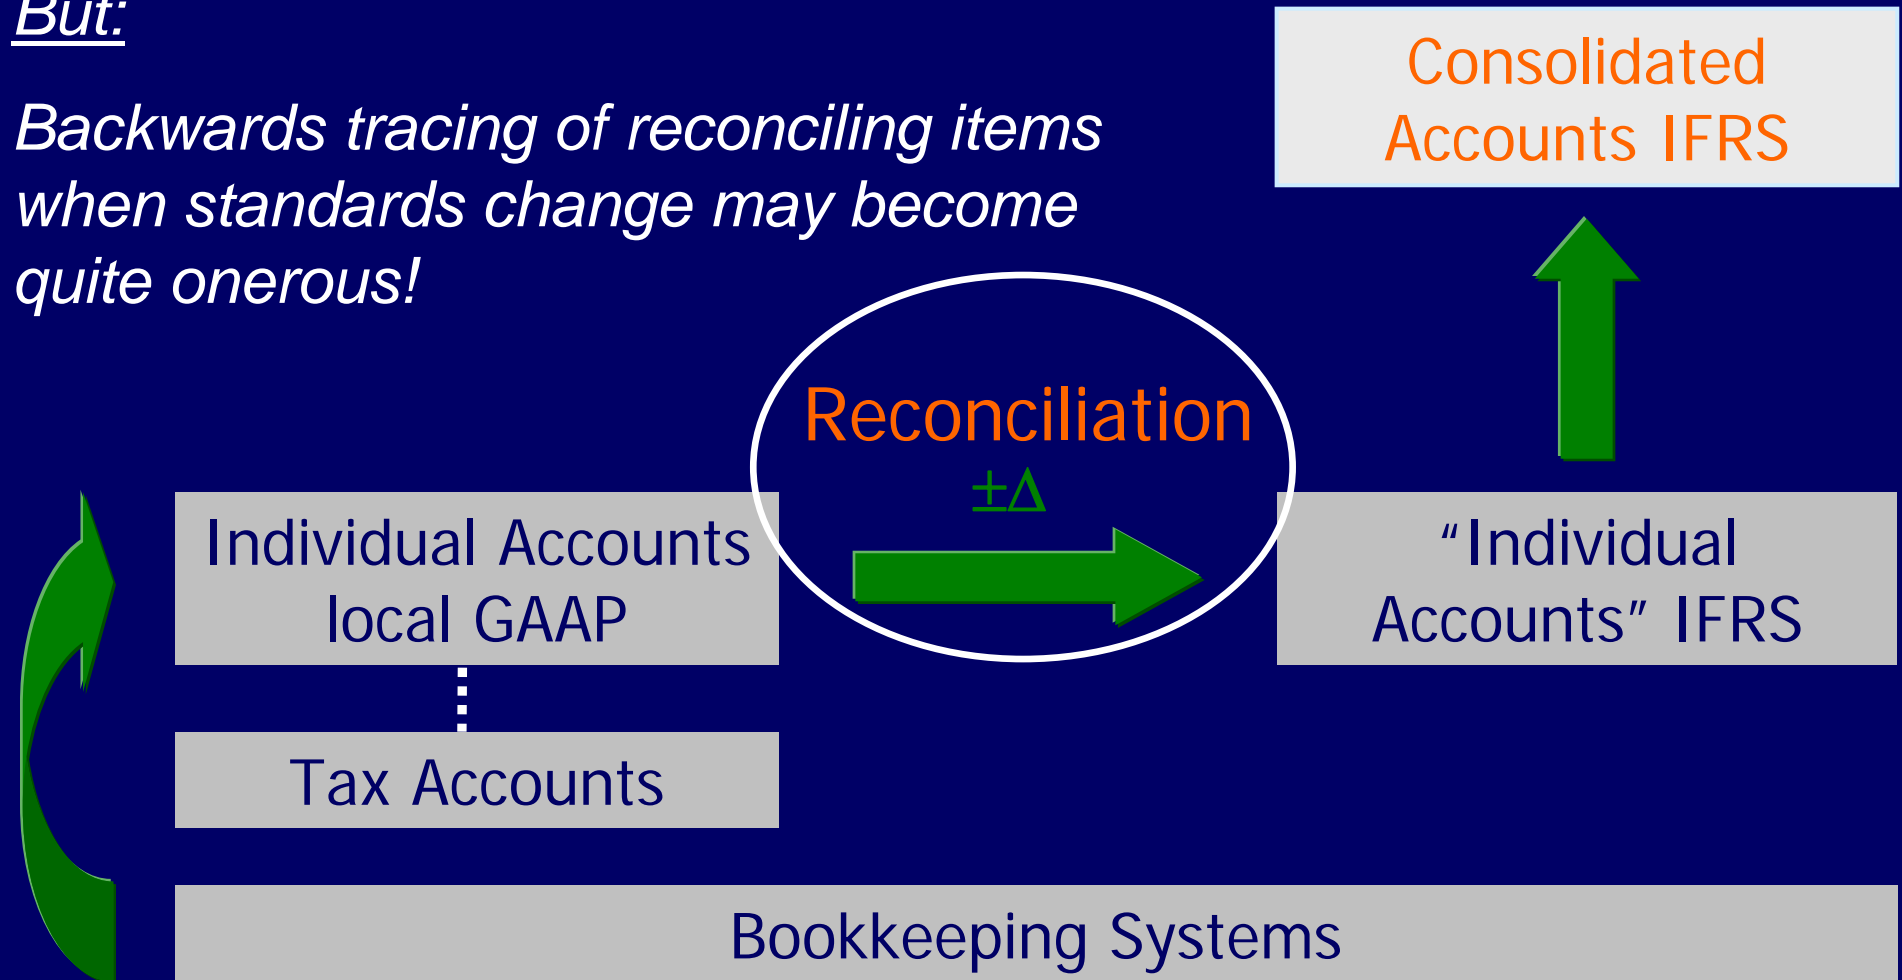 But:
Backwards tracing of reconciling items
when standards change may become
quite onerous!
Consolidated
Accounts IFRS
Reconciliation
±Δ
Individual Accounts
local GAAP
“Individual
Accounts” IFRS
Tax Accounts
Bookkeeping Systems